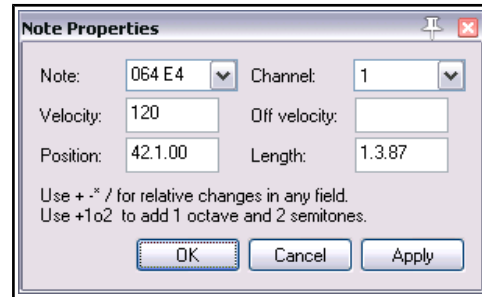 Note Properties
Note: 064 E4 Channel: 1
Velocity: 120 Off velocity:
Position: 42.1.00 Length: 1.3.87
Use + -* / for relative changes in any field.
Use +1o2 to add 1 octave and 2 semitones.
OK Cancel Apply